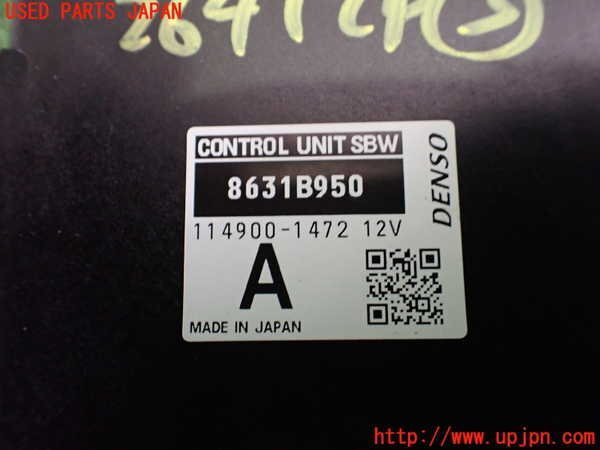 USED PARTS JAPAN
CONTROL UNIT SBW
8631B950
DENSO
114900-1472 12V
A
MADE IN JAPAN
http://www.upjpn.com/